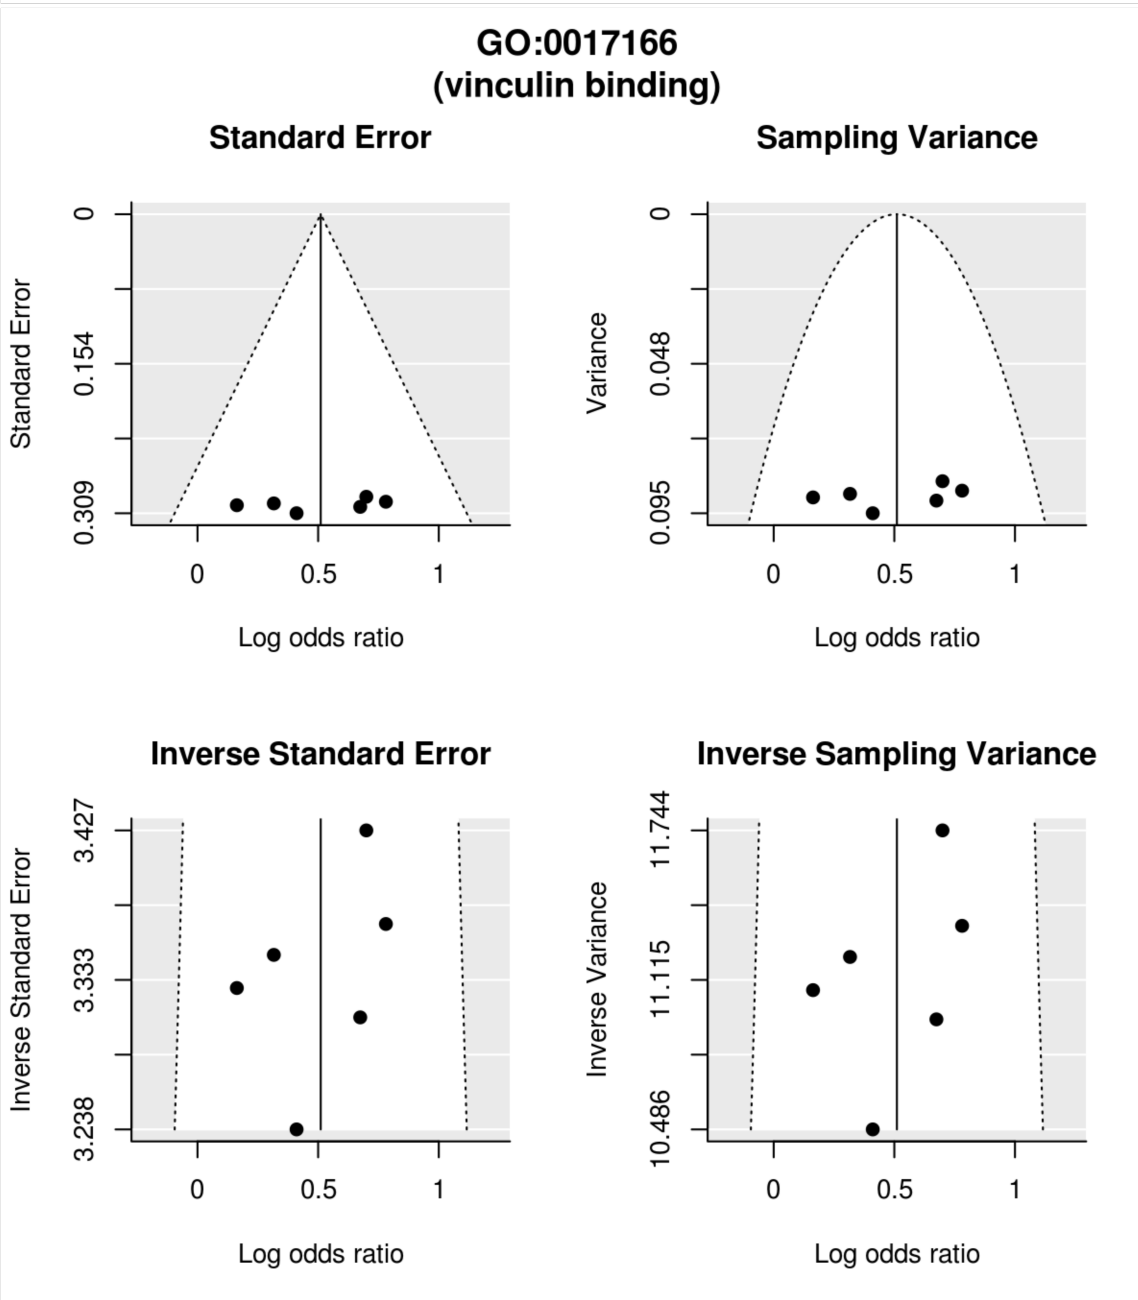 GO:0017166
(vinculin binding)
Standard Error
Standard Error
0
0.154
0.309
0 0.5 1
Log odds ratio
Sampling Variance
Variance
0
0.048
0.095
0 0.5 1
Log odds ratio
Inverse Standard Error
Inverse Standard Error
3.427
3.333
3.238
0 0.5 1
Log odds ratio
Inverse Sampling Variance
Inverse Variance
11.744
11.115
10.486
0 0.5 1
Log odds ratio